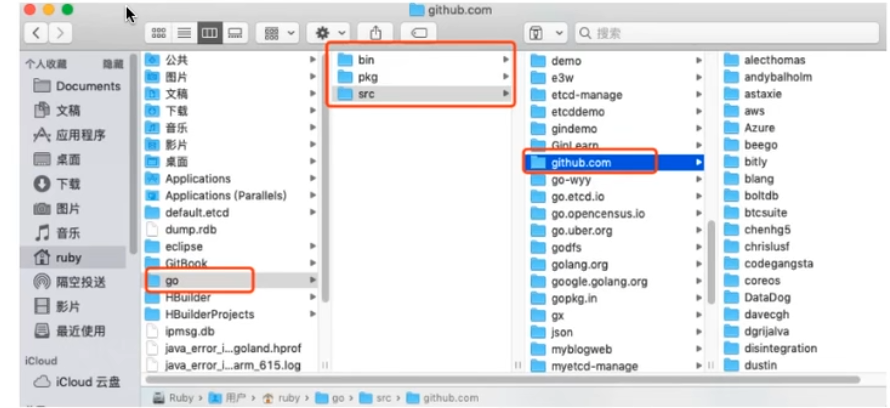 github.com
搜索
个人收藏 隐藏
Documents
文稿
应用程序
桌面
下载
图片
音乐
ruby
隔空投送
影片
最近使用
iCloud
iCloud 云盘
公共
图片
文稿
下载
音乐
影片
桌面
Applications
Applications (Parallels)
default.etcd
dump.rdb
eclipse
GitBook
go
HBuilder
HBuilderProjects
ipmsg.db
java_error_i...goland.hprof
java_error_i...arm_615.log
bin
pkg
src
demo
e3w
etcd-manage
etcddemo
gindemo
GinLearn
github.com
go-wyy
go.etcd.io
go.opencensus.io
go.uber.org
godfs
golang.org
google.golang.org
gopkg.in
gx
json
myblogweb
myetcd-manage
alecthomas
andybalholm
astaxie
aws
Azure
beego
bitly
blang
boltdb
btcsuite
chenhg5
chrislusf
codegangsta
coreos
DataDog
davecgh
dgrijalva
disintegration
dustin
Ruby › 用户 › ruby › go › src › github.com